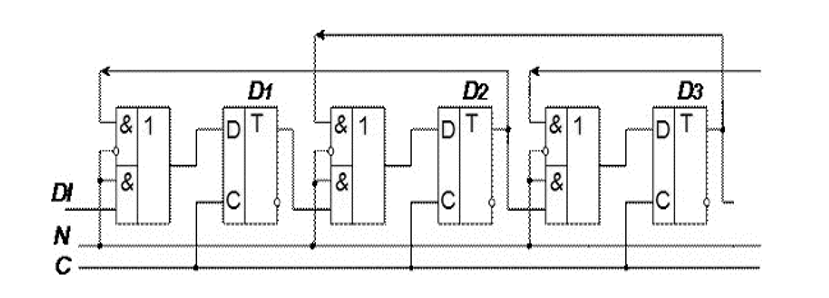 D1 D2 D3
& 1 D T & 1 D T & 1 D T
& & &
DI C C C
N
C